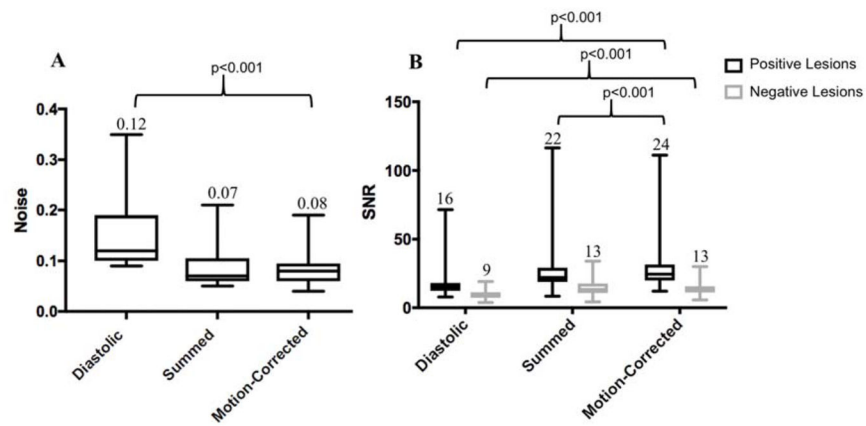 A
p<0.001
Noise
0.4
0.3
0.2
0.1
0.0
0.12
0.07
0.08
Diastolic
Summed
Motion-Corrected
B
p<0.001
p<0.001
p<0.001
SNR
150
100
50
0
16
9
22
13
24
13
Diastolic
Summed
Motion-Corrected
Positive Lesions
Negative Lesions